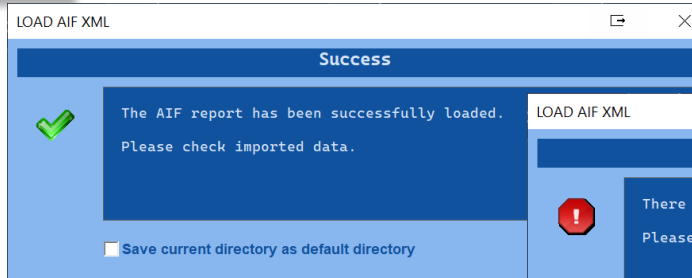 LOAD AIF XML
Success
The AIF report has been successfully loaded.
Please check imported data.
Save current directory as default directory
LOAD AIF XML
There
Please